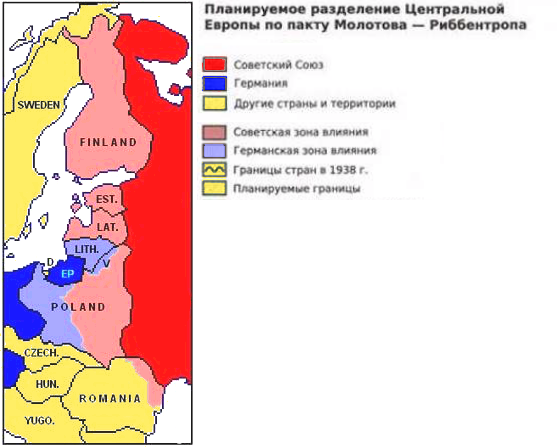 Планируемое разделение Центральной
Европы по пакту Молотова — Риббентропа
Советский Союз
Германия
Другие страны и территории
Советская зона влияния
Германская зона влияния
Границы стран в 1938 г.
Планируемые границы
SWEDEN
FINLAND
EST.
LAT.
LITH.
V
D
EP
POLAND
CZECH.
HUN.
ROMANIA
YUGO.